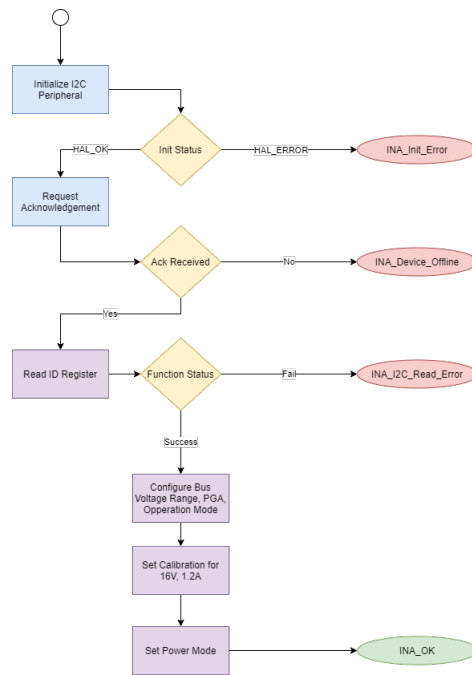 Initialize I2C
Peripheral
HAL_OK
Init Status
HAL_ERROR
INA_Init_Error
Request
Acknowledgement
Ack Received
No
INA_Device_Offline
Yes
Read ID Register
Function Status
Fail
INA_I2C_Read_Error
Success
Configure Bus
Voltage Range, PGA,
Opperation Mode
Set Calibration for
16V, 1.2A
Set Power Mode
INA_OK